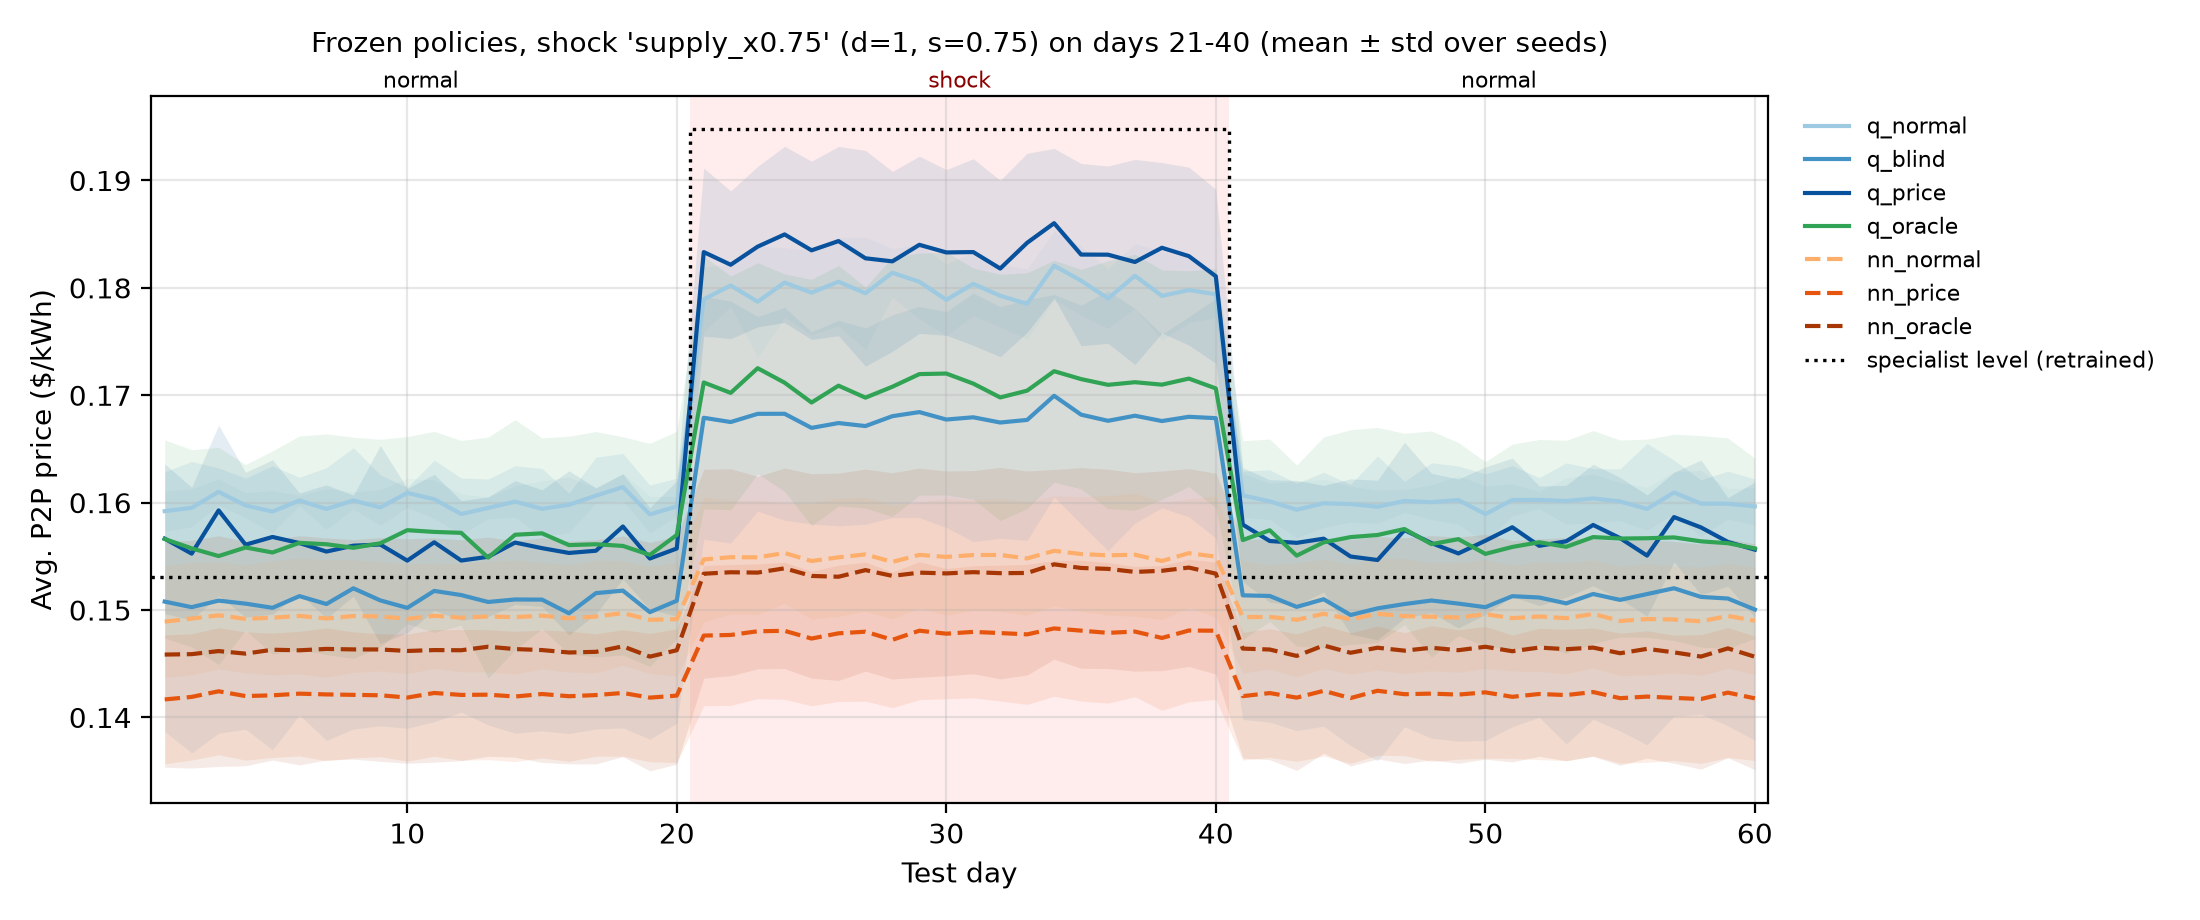 Frozen policies, shock 'supply_x0.75' (d=1, s=0.75) on days 21-40 (mean ± std over seeds)
normal
shock
normal
q_normal
q_blind
q_price
q_oracle
nn_normal
nn_price
nn_oracle
specialist level (retrained)
Avg. P2P price ($/kWh)
0.19
0.18
0.17
0.16
0.15
0.14
10
20
30
40
50
60
Test day